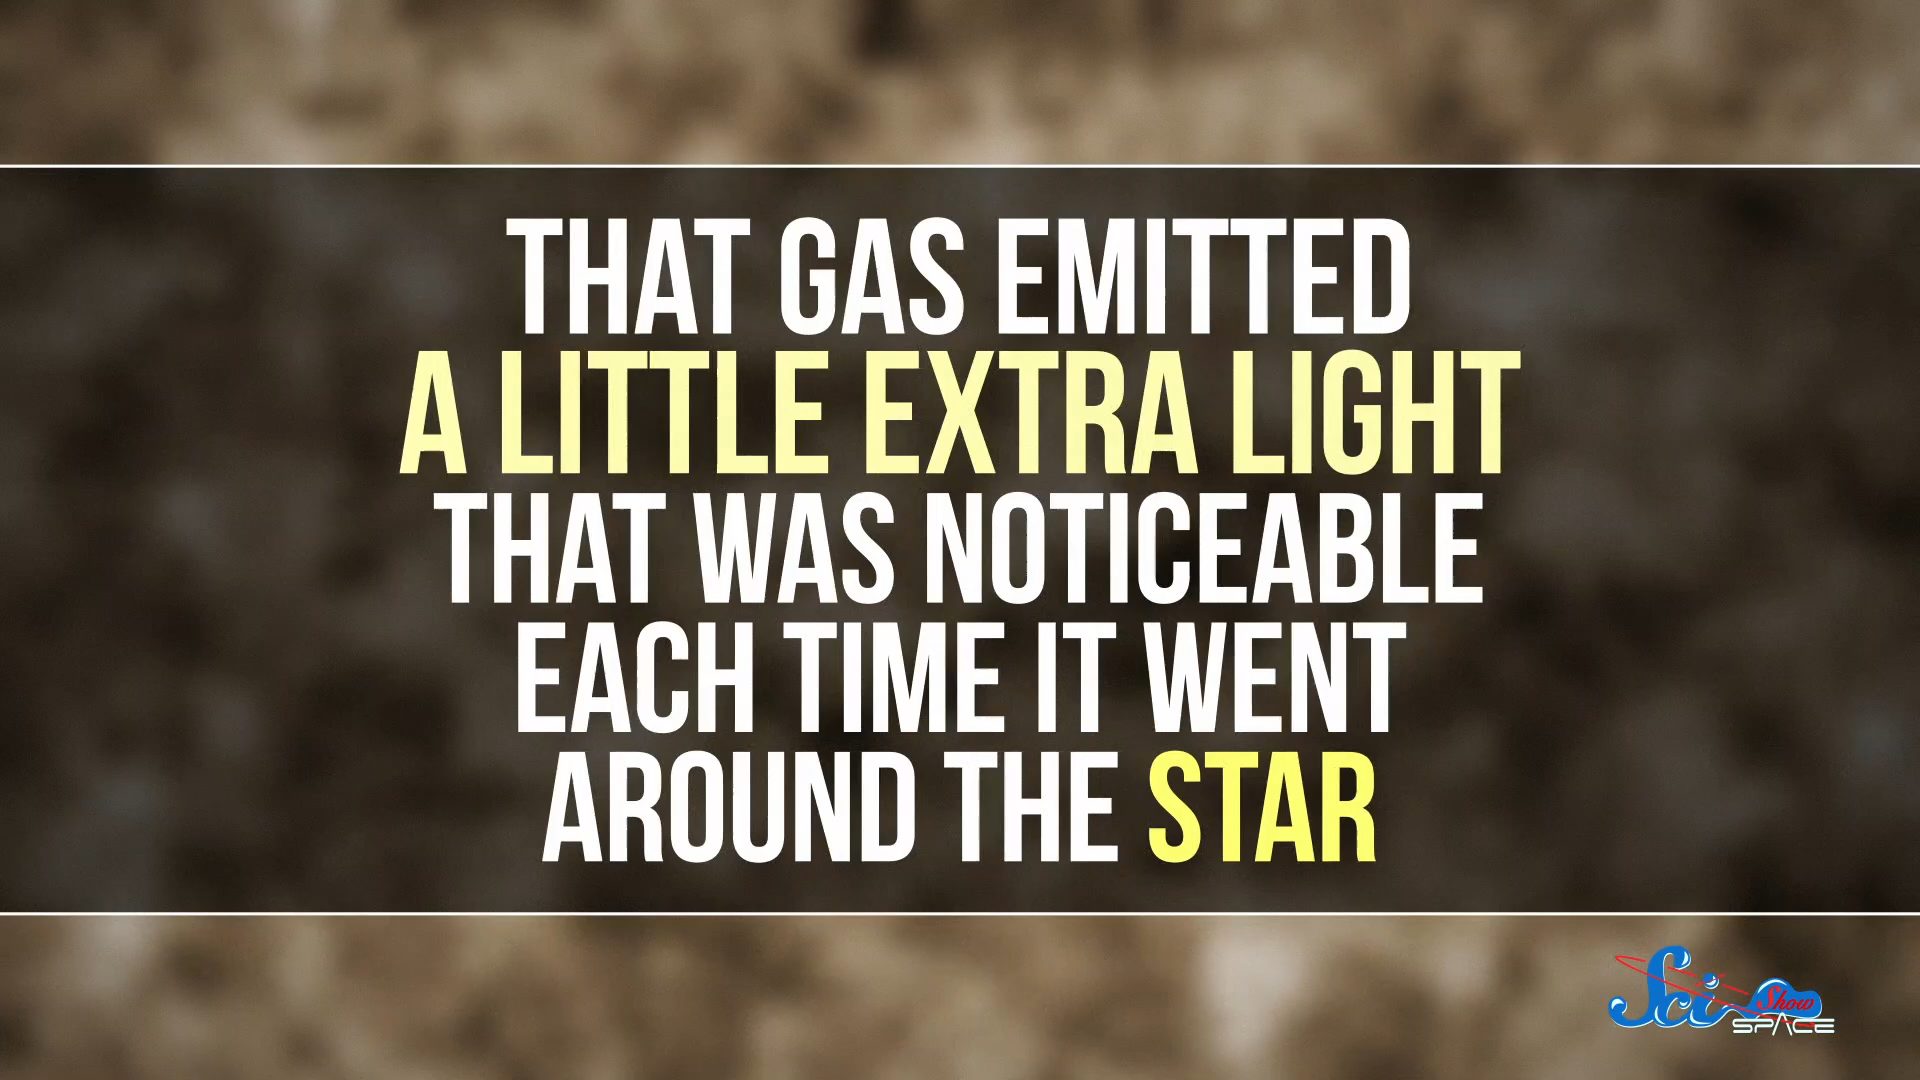 THAT GAS EMITTED
A LITTLE EXTRA LIGHT
THAT WAS NOTICEABLE
EACH TIME IT WENT
AROUND THE STAR
Sci Show
SPACE